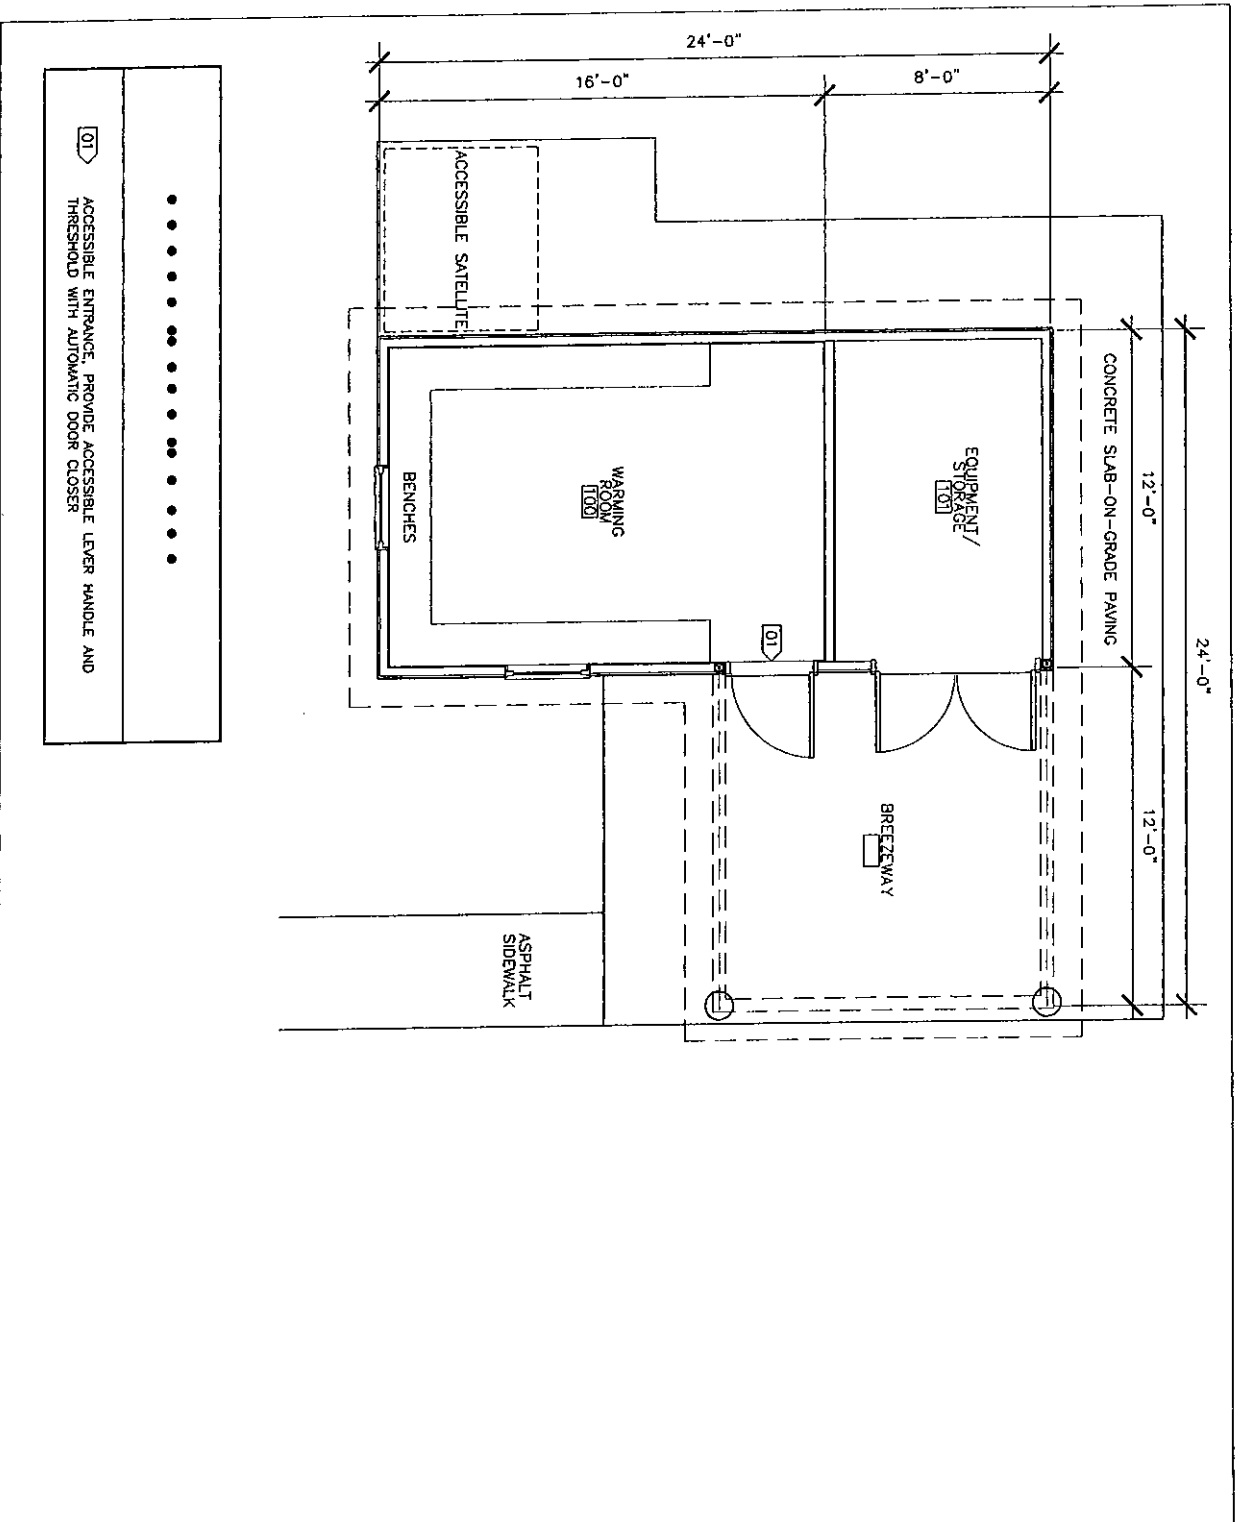 24'-0"
16'-0"
8'-0"
24'-0"
12'-0"
12'-0"
CONCRETE SLAB-ON-GRADE PAVING
ACCESSIBLE SATELLITE
EQUIPMENT/
STORAGE
101
WARMING
ROOM
100
BENCHES
01
BREEZEWAY
ASPHALT
SIDEWALK
01
ACCESSIBLE ENTRANCE, PROVIDE ACCESSIBLE LEVER HANDLE AND
THRESHOLD WITH AUTOMATIC DOOR CLOSER